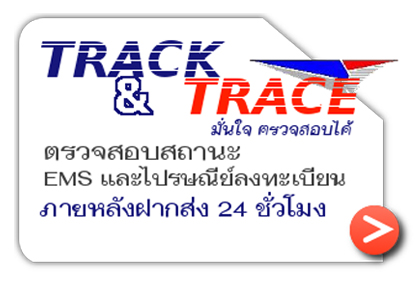 TRACK
& TRACE
มั่นใจ ตรวจสอบได้
ตรวจสอบสถานะ
EMS และไปรษณีย์ลงทะเบียน
ภายหลังฝากส่ง 24 ชั่วโมง